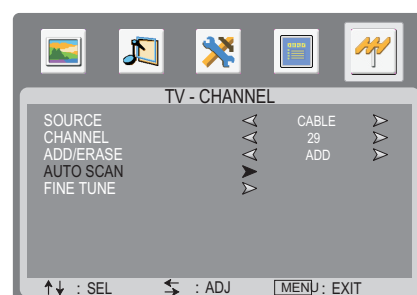 TV - CHANNEL
SOURCE CABLE
CHANNEL 29
ADD/ERASE ADD
AUTO SCAN
FINE TUNE
: SEL : ADJ MENU: EXIT